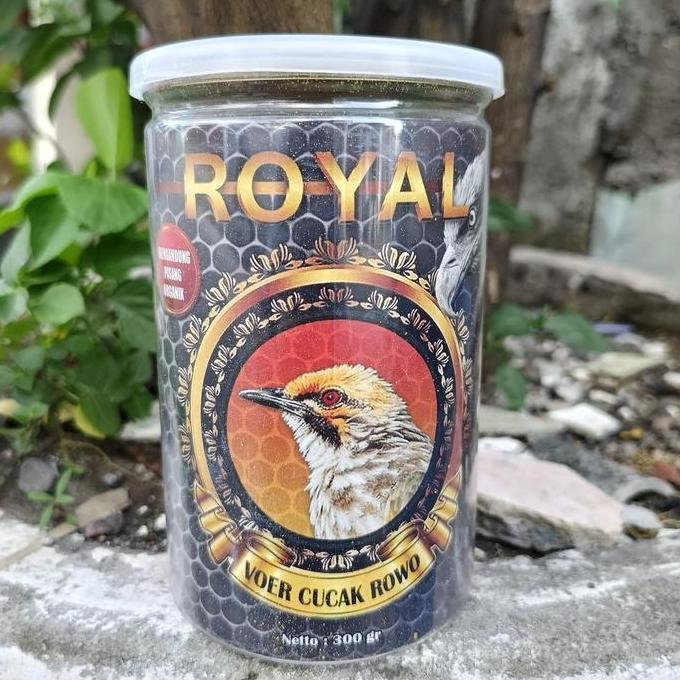 ROYAL
MENGANDUNG
PISANG
ORGANIK
VOER CUCAK ROWO
Netto : 300 gr